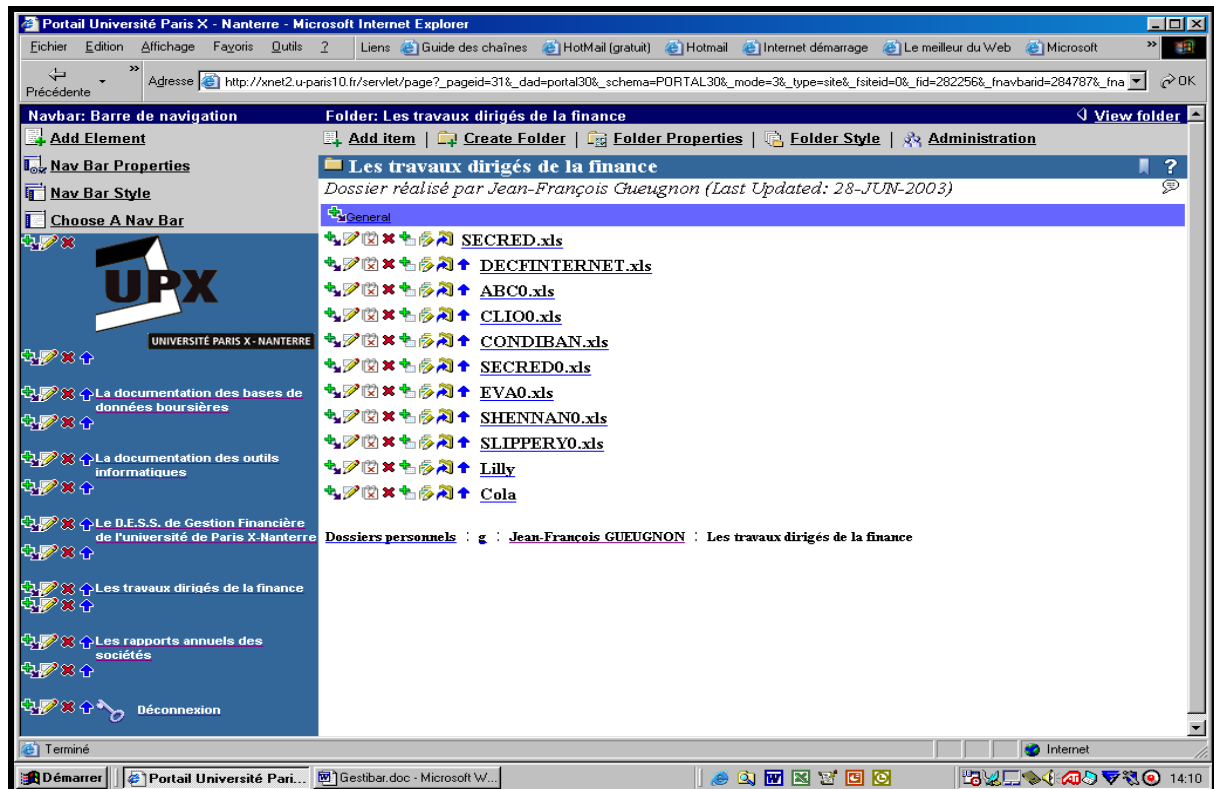 Portail Université Paris X - Nanterre - Microsoft Internet Explorer
Fichier Edition Affichage Favoris Outils ? Liens Guide des chaînes HotMail (gratuit) Hotmail Internet démarrage Le meilleur du Web Microsoft »
Précédente » Adresse http://xnet2.u-paris10.fr/servlet/page?_pageid=31&_dad=portal30&_schema=PORTAL30&_mode=3&_type=site&_fsiteid=0&_fid=282256&_fnavbarid=284787&_fna OK
Navbar: Barre de navigation
Add Element
Nav Bar Properties
Nav Bar Style
Choose A Nav Bar
UPX
UNIVERSITÉ PARIS X - NANTERRE
La documentation des bases de
données boursières
La documentation des outils
informatiques
Le D.E.S.S. de Gestion Financière
de l'université de Paris X-Nanterre
Les travaux dirigés de la finance
Les rapports annuels des
sociétés
Déconnexion
Folder: Les travaux dirigés de la finance View folder
Add item | Create Folder | Folder Properties | Folder Style | Administration
Les travaux dirigés de la finance ?
Dossier réalisé par Jean-François Gueugnon (Last Updated: 28-JUN-2003)
General
SECRED.xls
DECFINTERNET.xls
ABC0.xls
CLIO0.xls
CONDIBAN.xls
SECRED0.xls
EVA0.xls
SHENNAN0.xls
SLIPPERY0.xls
Lilly
Cola
Dossiers personnels : g : Jean-François GUEUGNON : Les travaux dirigés de la finance
Terminé Internet
Démarrer Portail Université Pari... Gestibar.doc - Microsoft W... 14:10